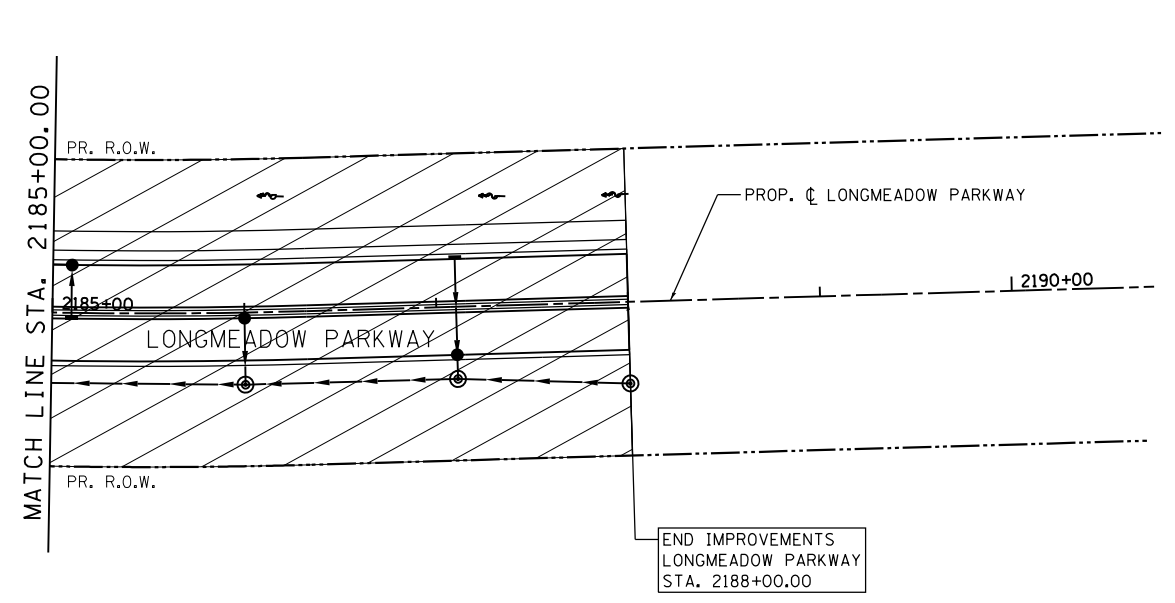 MATCH LINE STA. 2185+00.00
PR. R.O.W.
PROP. ℄ LONGMEADOW PARKWAY
2190+00
2185+00
LONGMEADOW PARKWAY
PR. R.O.W.
END IMPROVEMENTS
LONGMEADOW PARKWAY
STA. 2188+00.00